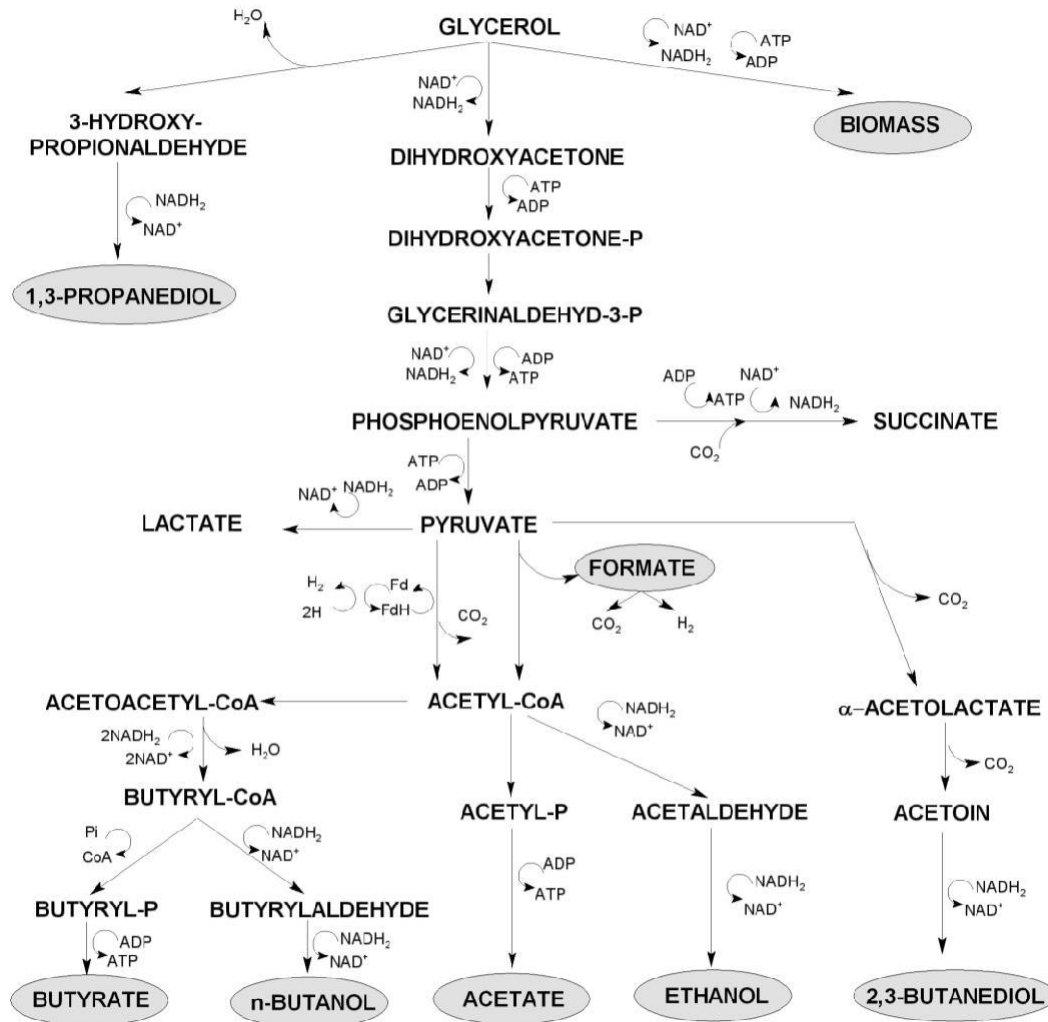 GLYCEROL
H₂O
NAD⁺
NADH₂
ATP
ADP
NAD⁺
NADH₂
3-HYDROXY-
PROPIONALDEHYDE
BIOMASS
DIHYDROXYACETONE
NADH₂
NAD⁺
ATP
ADP
DIHYDROXYACETONE-P
1,3-PROPANEDIOL
GLYCERINALDEHYD-3-P
NAD⁺
NADH₂
ADP
ATP
ADP
ATP
NAD⁺
NADH₂
PHOSPHOENOLPYRUVATE
SUCCINATE
CO₂
ATP
ADP
NAD⁺
NADH₂
LACTATE
PYRUVATE
FORMATE
H₂
2H
Fd
FdH
CO₂
CO₂
H₂
CO₂
ACETOACETYL-CoA
ACETYL-CoA
α-ACETOLACTATE
2NADH₂
2NAD⁺
H₂O
NADH₂
NAD⁺
CO₂
BUTYRYL-CoA
ACETYL-P
ACETALDEHYDE
ACETOIN
Pi
CoA
NADH₂
NAD⁺
ADP
ATP
NADH₂
NAD⁺
NADH₂
NAD⁺
BUTYRYL-P
BUTYRYLALDEHYDE
ADP
ATP
NADH₂
NAD⁺
BUTYRATE
n-BUTANOL
ACETATE
ETHANOL
2,3-BUTANEDIOL